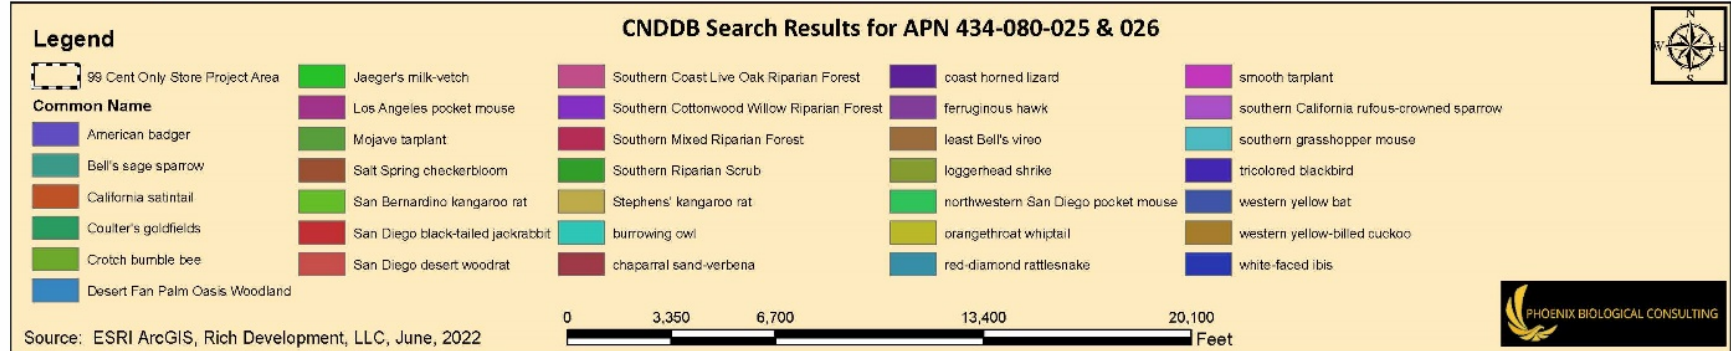 CNDDB Search Results for APN 434-080-025 & 026
Legend
99 Cent Only Store Project Area
Common Name
American badger
Bell's sage sparrow
California satintail
Coulter's goldfields
Crotch bumble bee
Desert Fan Palm Oasis Woodland
Jaeger's milk-vetch
Los Angeles pocket mouse
Mojave tarplant
Salt Spring checkerbloom
San Bernardino kangaroo rat
San Diego black-tailed jackrabbit
San Diego desert woodrat
Southern Coast Live Oak Riparian Forest
Southern Cottonwood Willow Riparian Forest
Southern Mixed Riparian Forest
Southern Riparian Scrub
Stephens' kangaroo rat
burrowing owl
chaparral sand-verbena
coast horned lizard
ferruginous hawk
least Bell's vireo
loggerhead shrike
northwestern San Diego pocket mouse
orangethroat whiptail
red-diamond rattlesnake
smooth tarplant
southern California rufous-crowned sparrow
southern grasshopper mouse
tricolored blackbird
western yellow bat
western yellow-billed cuckoo
white-faced ibis
N
W E
S
0 3,350 6,700 13,400 20,100
Feet
Source: ESRI ArcGIS, Rich Development, LLC, June, 2022
PHOENIX BIOLOGICAL CONSULTING